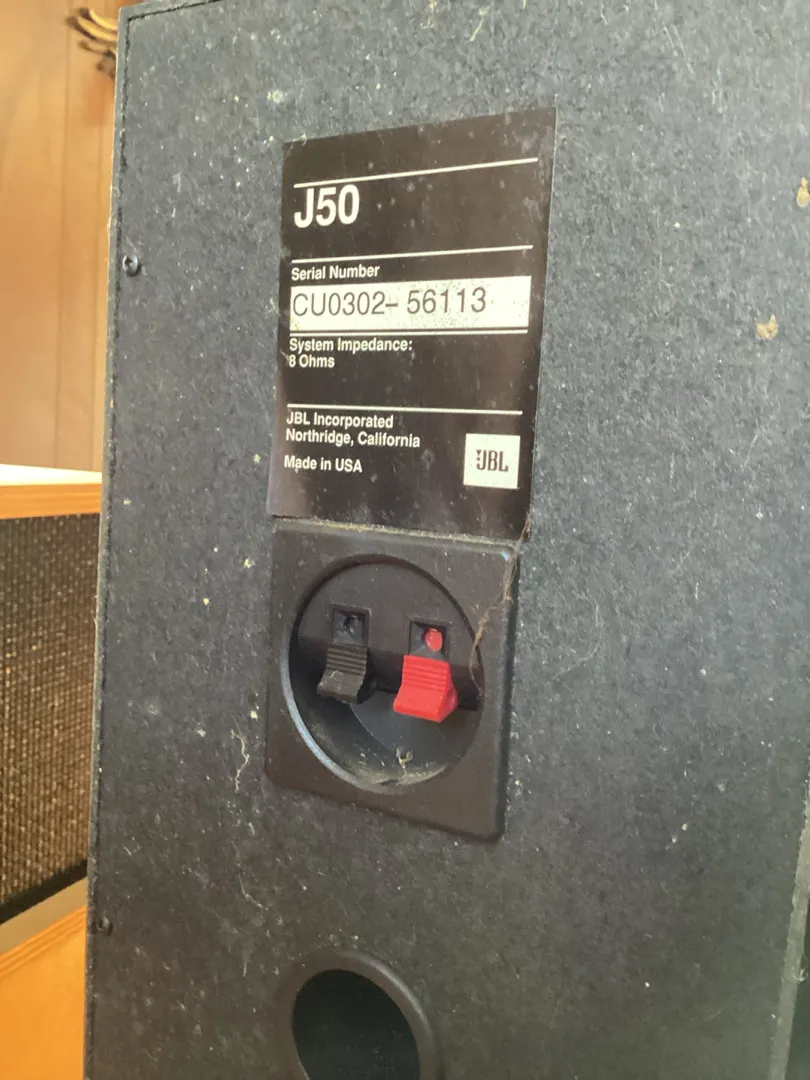 J50
Serial Number
CU0302- 56113
System Impedance:
8 Ohms
JBL Incorporated
Northridge, California
Made in USA
JBL